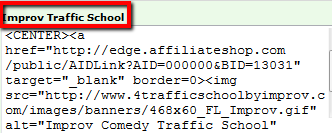 Improv Traffic School
<CENTER><a
href="http://edge.affiliateshop.com
/public/AIDLink?AID=000000&BID=13031"
target="_blank" border=0><img
src="http://www.4trafficschoolbyimprov.c
om/images/banners/468x60_FL_Improv.gif"
alt="Improv Comedy Traffic School"